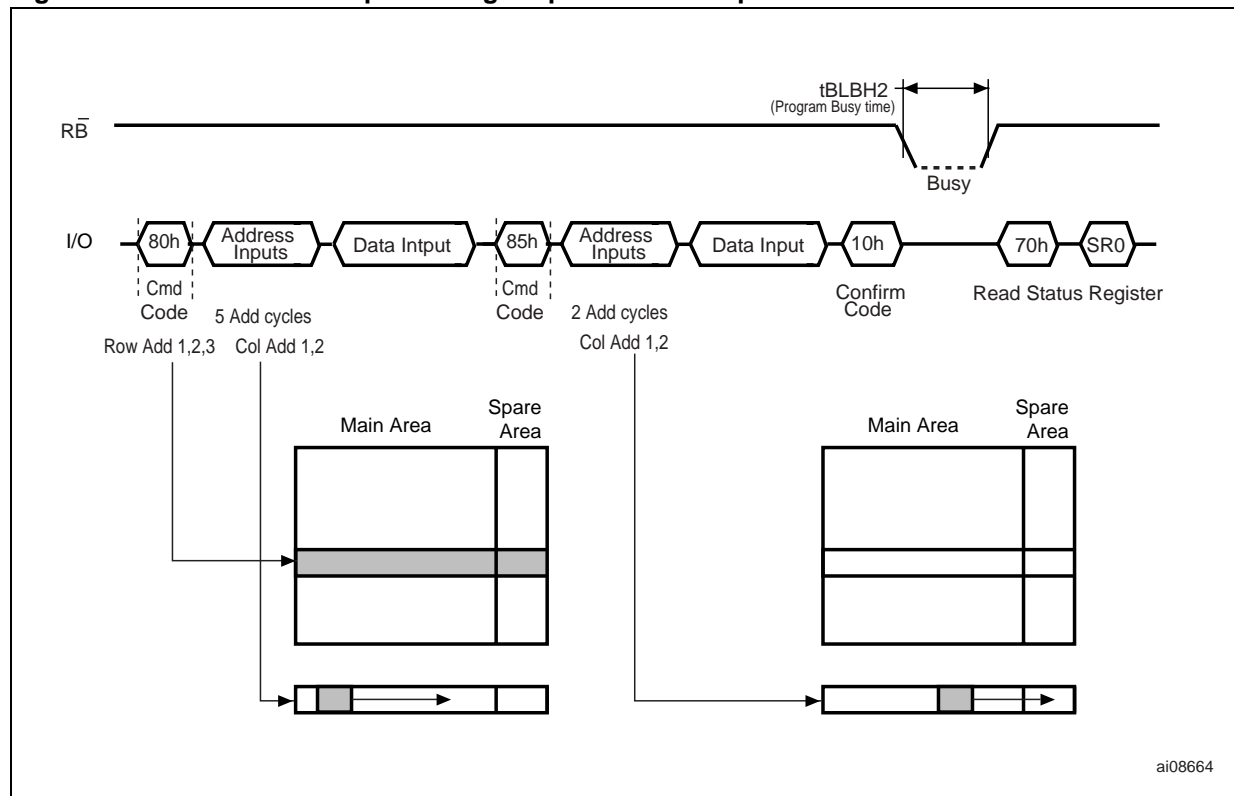 tBLBH2
(Program Busy time)
RB̅
Busy
I/O
80h
Address
Inputs
Data Intput
85h
Address
Inputs
Data Input
10h
70h
SR0
Cmd
Code
Cmd
Code
Confirm
Code
Read Status Register
5 Add cycles
2 Add cycles
Row Add 1,2,3
Col Add 1,2
Col Add 1,2
Main Area
Spare
Area
Main Area
Spare
Area
ai08664